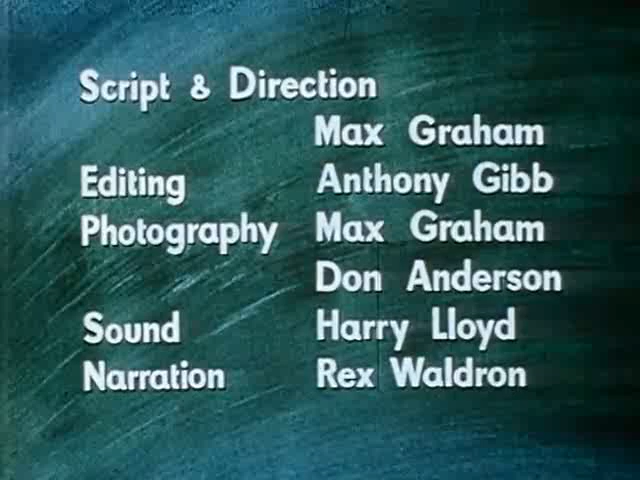 Script & Direction
Max Graham
Editing Anthony Gibb
Photography Max Graham
Don Anderson
Sound Harry Lloyd
Narration Rex Waldron